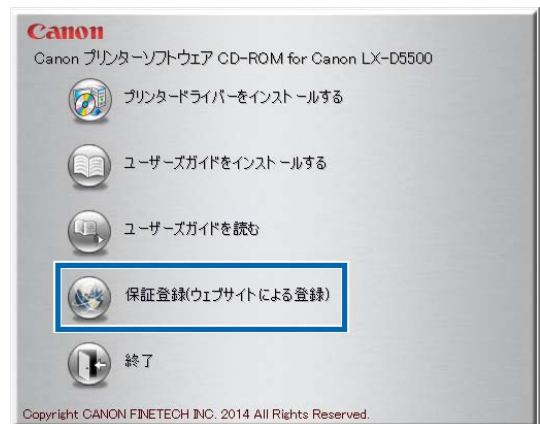 Canon
Canon プリンターソフトウェア CD-ROM for Canon LX-D5500
プリンタードライバーをインストールする
ユーザーズガイドをインストールする
ユーザーズガイドを読む
保証登録(ウェブサイトによる登録)
終了
Copyright CANON FINETECH INC. 2014 All Rights Reserved.